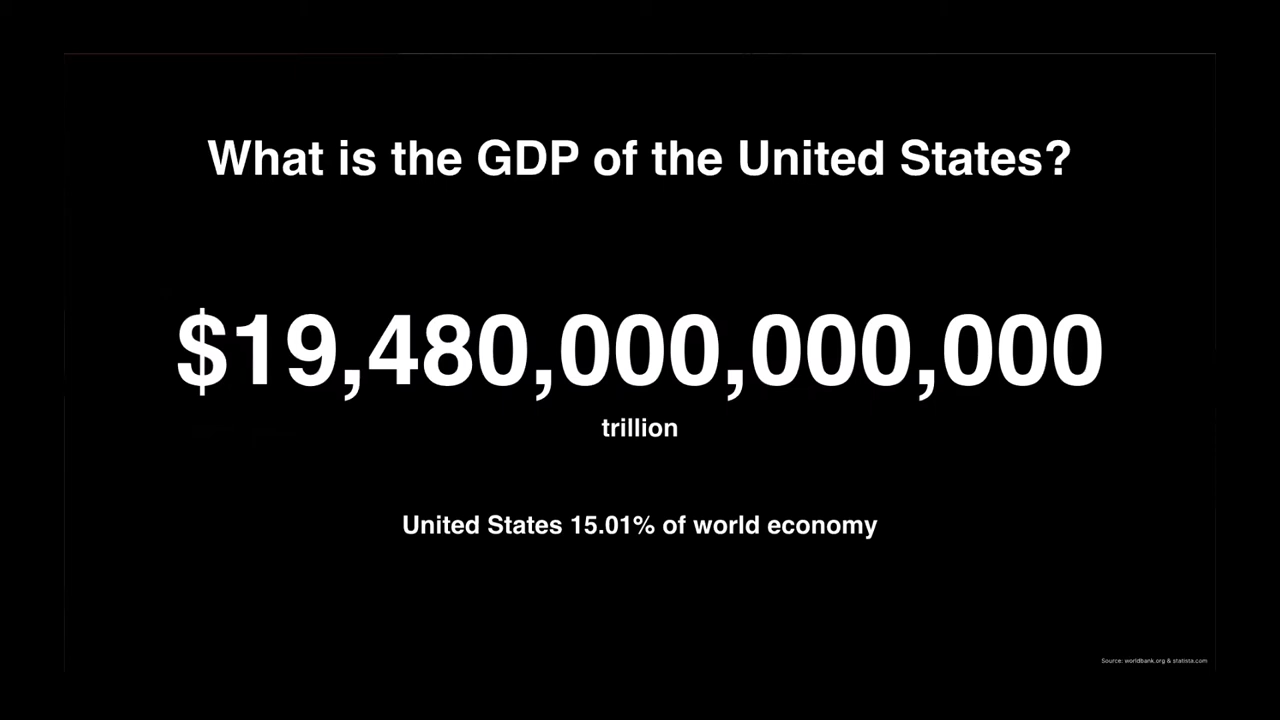 What is the GDP of the United States?
$19,480,000,000,000
trillion
United States 15.01% of world economy
Source: worldbank.org & statista.com